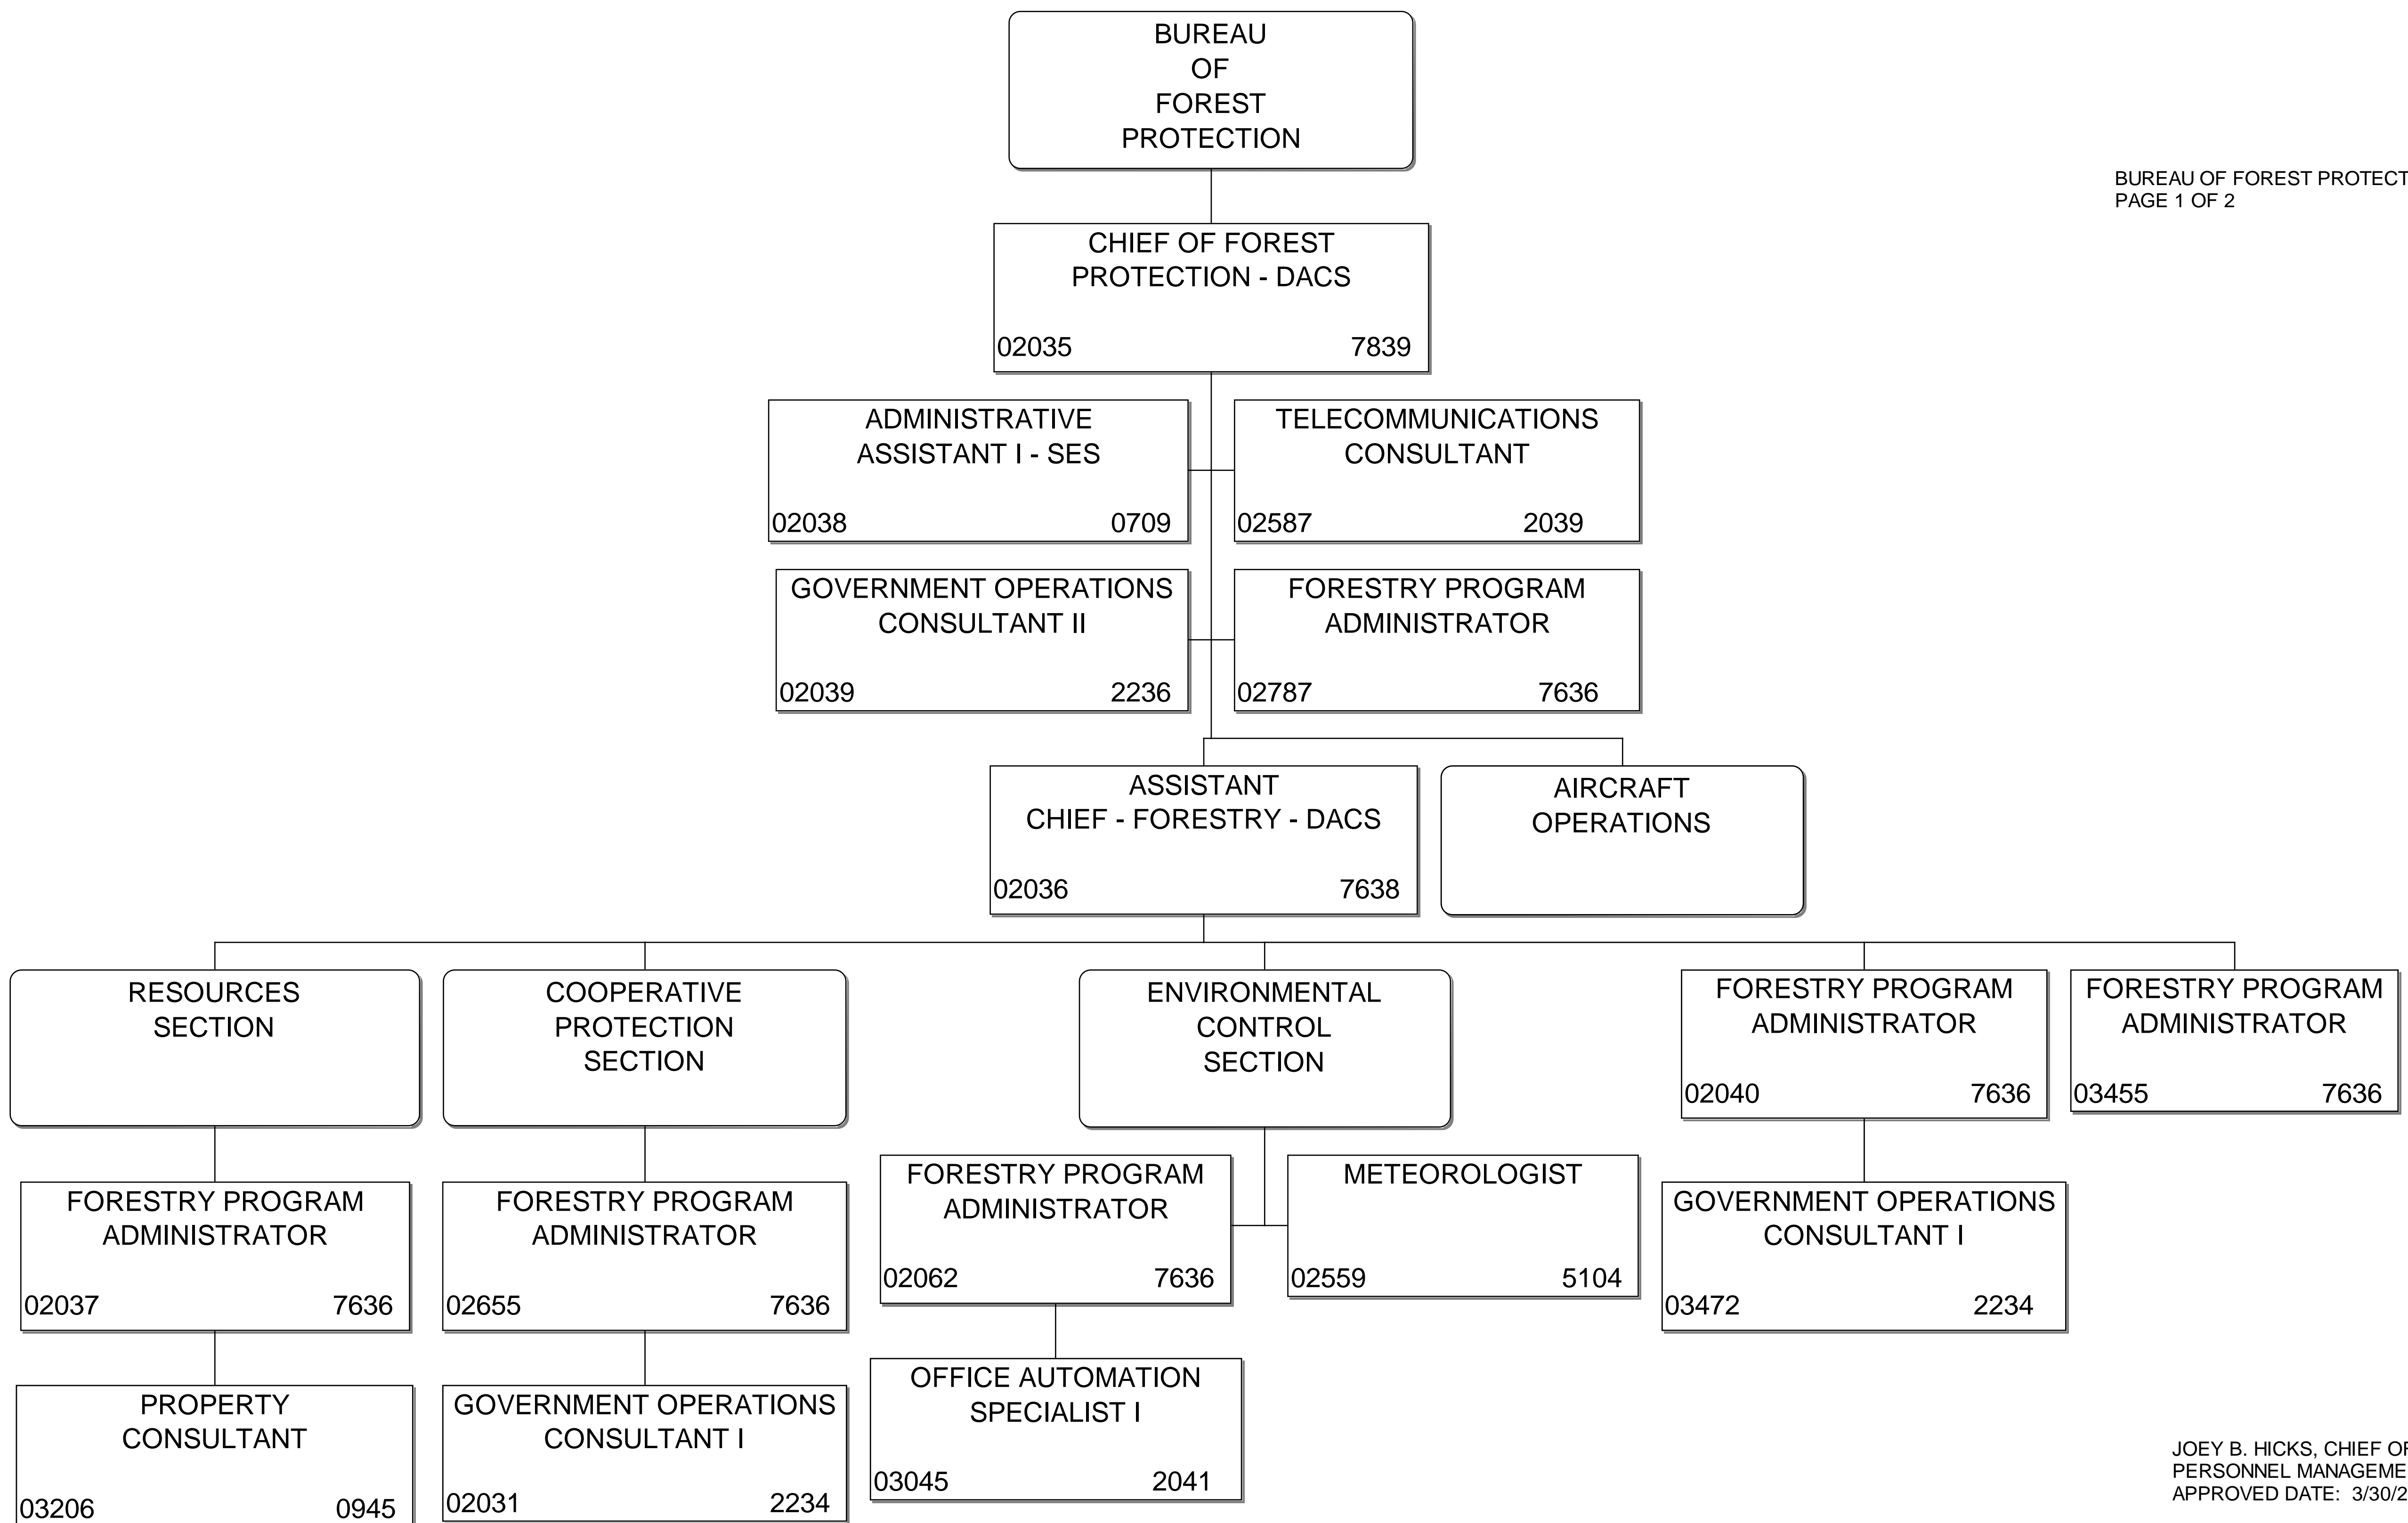 BUREAU
OF
FOREST
PROTECTION
BUREAU OF FOREST PROTECT
PAGE 1 OF 2
CHIEF OF FOREST
PROTECTION - DACS
02035 7839
ADMINISTRATIVE
ASSISTANT I - SES
02038 0709
TELECOMMUNICATIONS
CONSULTANT
02587 2039
GOVERNMENT OPERATIONS
CONSULTANT II
02039 2236
FORESTRY PROGRAM
ADMINISTRATOR
02787 7636
ASSISTANT
CHIEF - FORESTRY - DACS
02036 7638
AIRCRAFT
OPERATIONS
RESOURCES
SECTION
COOPERATIVE
PROTECTION
SECTION
ENVIRONMENTAL
CONTROL
SECTION
FORESTRY PROGRAM
ADMINISTRATOR
02040 7636
FORESTRY PROGRAM
ADMINISTRATOR
03455 7636
FORESTRY PROGRAM
ADMINISTRATOR
02037 7636
FORESTRY PROGRAM
ADMINISTRATOR
02655 7636
FORESTRY PROGRAM
ADMINISTRATOR
02062 7636
METEOROLOGIST
02559 5104
GOVERNMENT OPERATIONS
CONSULTANT I
03472 2234
PROPERTY
CONSULTANT
03206 0945
GOVERNMENT OPERATIONS
CONSULTANT I
02031 2234
OFFICE AUTOMATION
SPECIALIST I
03045 2041
JOEY B. HICKS, CHIEF OF
PERSONNEL MANAGEME
APPROVED DATE: 3/30/2